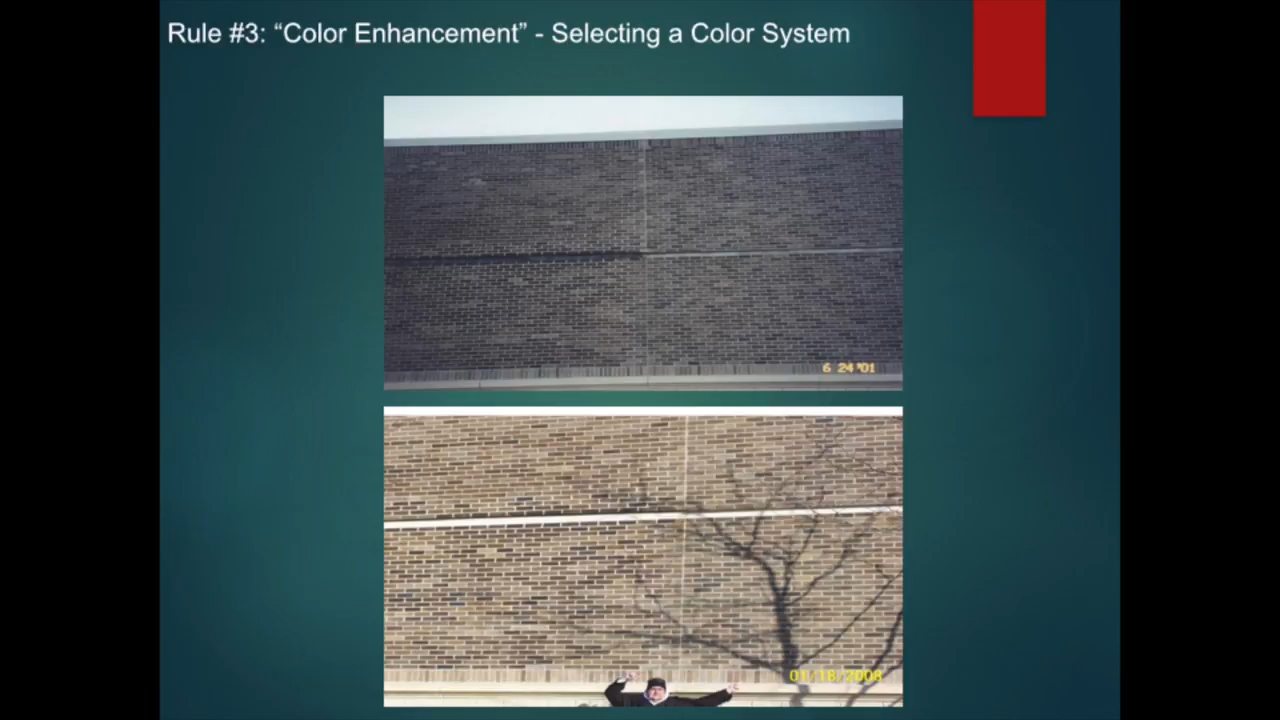 Rule #3: “Color Enhancement” - Selecting a Color System
6 24 '01
01/18/2008